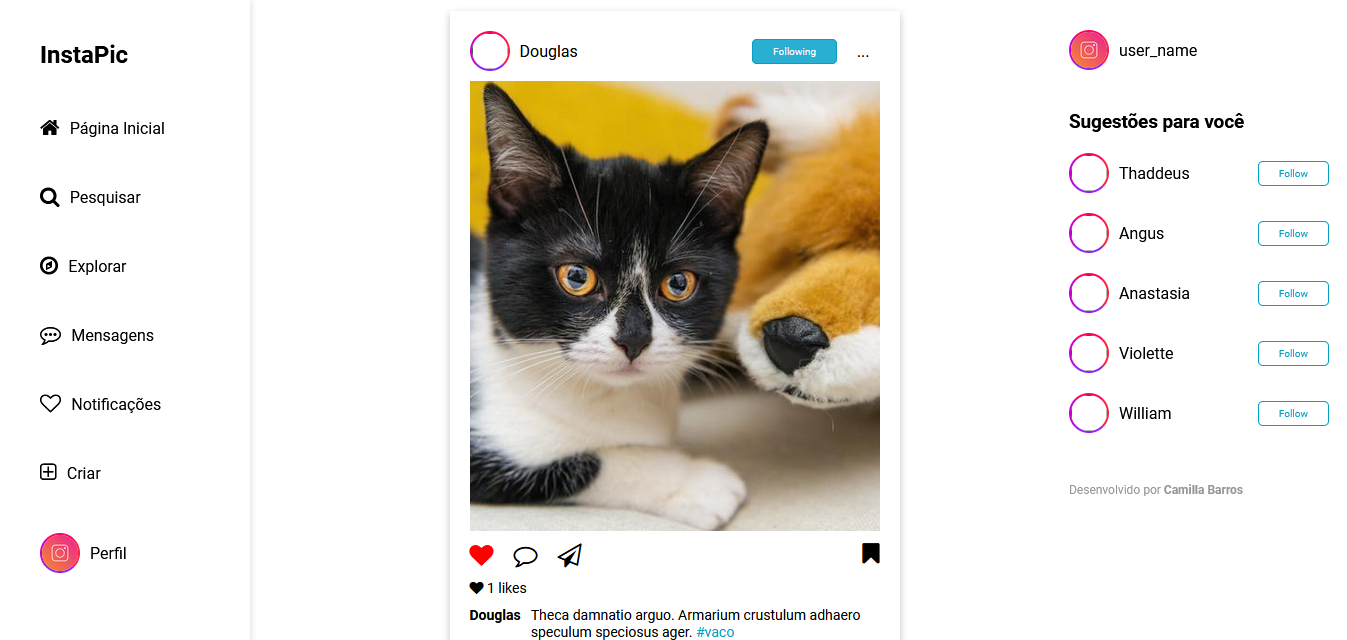 InstaPic
Página Inicial
Pesquisar
Explorar
Mensagens
Notificações
Criar
Perfil
Douglas
Following
...
1 likes
Douglas Theca damnatio arguo. Armarium crustulum adhaero
speculum speciosus ager. #vaco
user_name
Sugestões para você
Thaddeus Follow
Angus Follow
Anastasia Follow
Violette Follow
William Follow
Desenvolvido por Camilla Barros